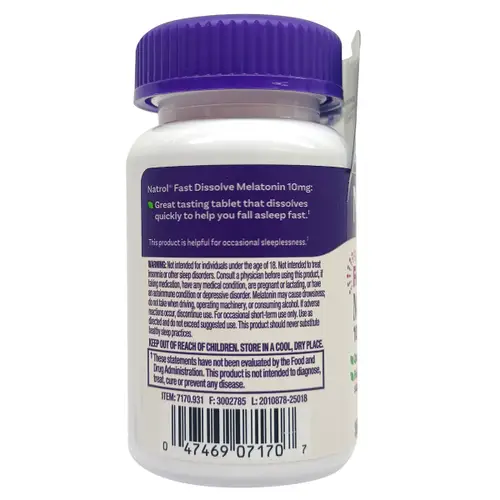 Natrol® Fast Dissolve Melatonin 10mg:
Great tasting tablet that dissolves
quickly to help you fall asleep fast.†
This product is helpful for occasional sleeplessness.†
WARNING: Not intended for individuals under the age of 18. Not intended to treat
insomnia or other sleep disorders. Consult a physician before using this product, if
taking medication, have any medical condition, are pregnant or lactating, or have
an autoimmune condition or depressive disorder. Melatonin may cause drowsiness;
do not take when driving, operating machinery, or consuming alcohol. If adverse
reactions occur, discontinue use. For occasional short-term use only. Use as
directed and do not exceed suggested use. This product should never substitute
healthy sleep practices.
KEEP OUT OF REACH OF CHILDREN. STORE IN A COOL, DRY PLACE.
† These statements have not been evaluated by the Food and
Drug Administration. This product is not intended to diagnose,
treat, cure or prevent any disease.
ITEM: 7170.931 F: 3002785 L: 2010878-25018
0 47469 07170 7